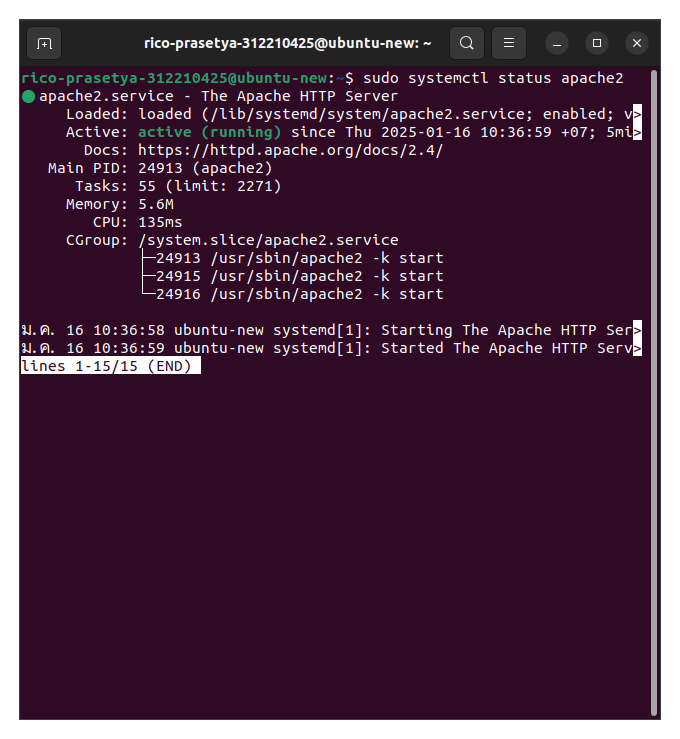 rico-prasetya-312210425@ubuntu-new: ~
rico-prasetya-312210425@ubuntu-new:~$ sudo systemctl status apache2
● apache2.service - The Apache HTTP Server
     Loaded: loaded (/lib/systemd/system/apache2.service; enabled; v>
     Active: active (running) since Thu 2025-01-16 10:36:59 +07; 5mi>
       Docs: https://httpd.apache.org/docs/2.4/
   Main PID: 24913 (apache2)
      Tasks: 55 (limit: 2271)
     Memory: 5.6M
        CPU: 135ms
     CGroup: /system.slice/apache2.service
             ├─24913 /usr/sbin/apache2 -k start
             ├─24915 /usr/sbin/apache2 -k start
             └─24916 /usr/sbin/apache2 -k start
ม.ค. 16 10:36:58 ubuntu-new systemd[1]: Starting The Apache HTTP Ser>
ม.ค. 16 10:36:59 ubuntu-new systemd[1]: Started The Apache HTTP Serv>
lines 1-15/15 (END)